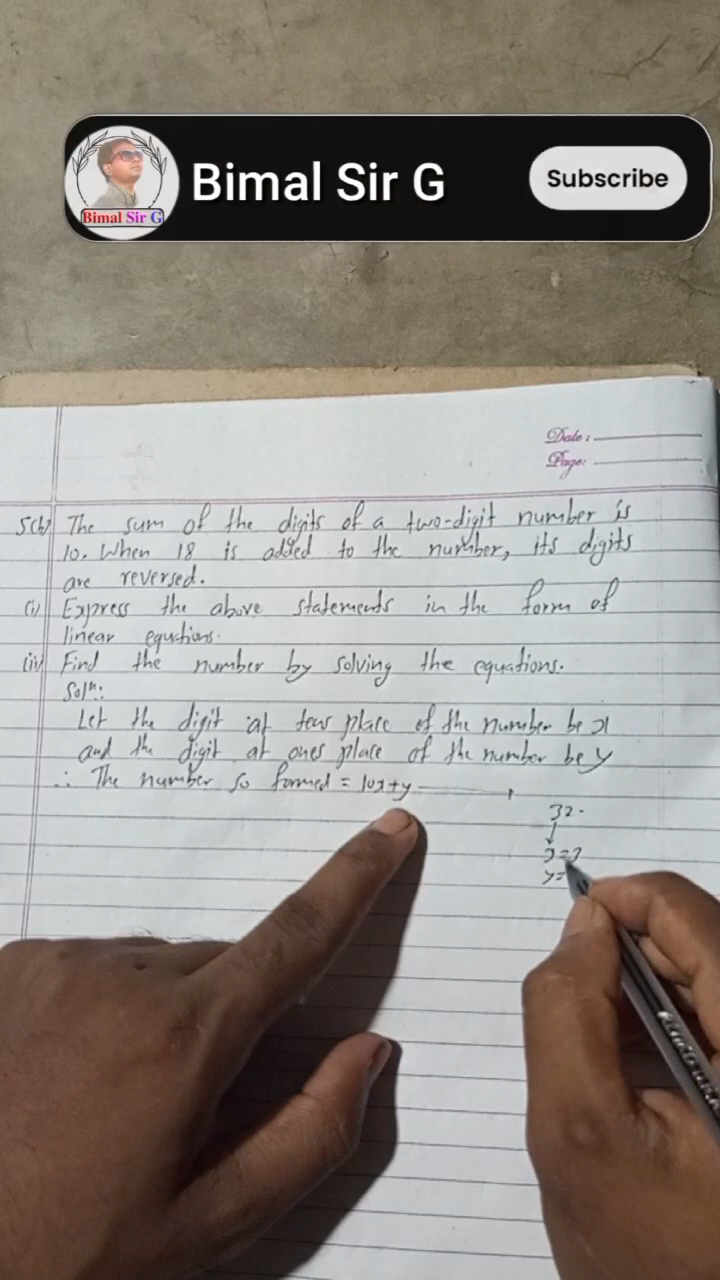 Bimal Sir G
Bimal Sir G
Subscribe
Date:
Page:
5(b) The sum of the digits of a two-digit number is
10. When 18 is added to the number, its digits
are reversed.
(i) Express the above statements in the form of
linear equations.
(ii) Find the number by solving the equations.
Solⁿ:
Let the digit at tens place of the number be x
and the digit at ones place of the number be y
∴ The number so formed = 10x+y
32.
x=3
y=